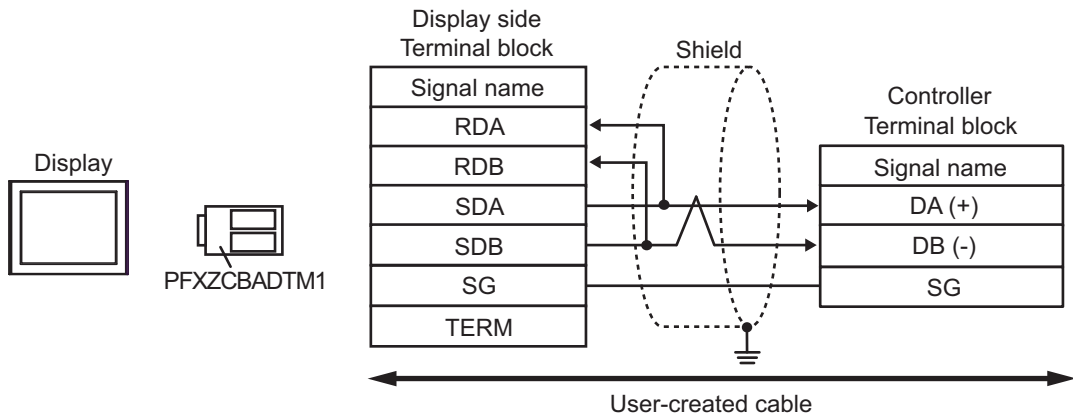 Display side
Terminal block
Shield
Controller
Terminal block
Signal name
RDA
RDB
SDA
SDB
SG
TERM
Signal name
DA (+)
DB (-)
SG
Display
PFXZCBADTM1
User-created cable